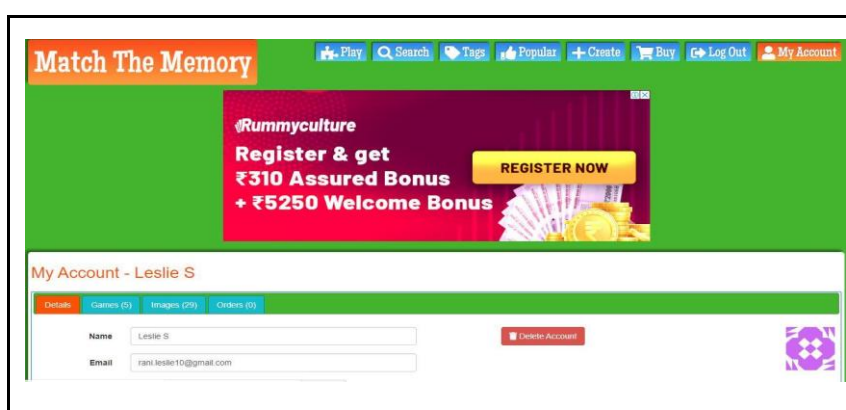 Match The Memory
Play Search Tags Popular Create Buy Log Out My Account
Rummyculture
Register & get
₹310 Assured Bonus
+ ₹5250 Welcome Bonus
REGISTER NOW
My Account - Leslie S
Details Games (5) Images (29) Orders (0)
Name Leslie S Delete Account
Email rani.leslie10@gmail.com